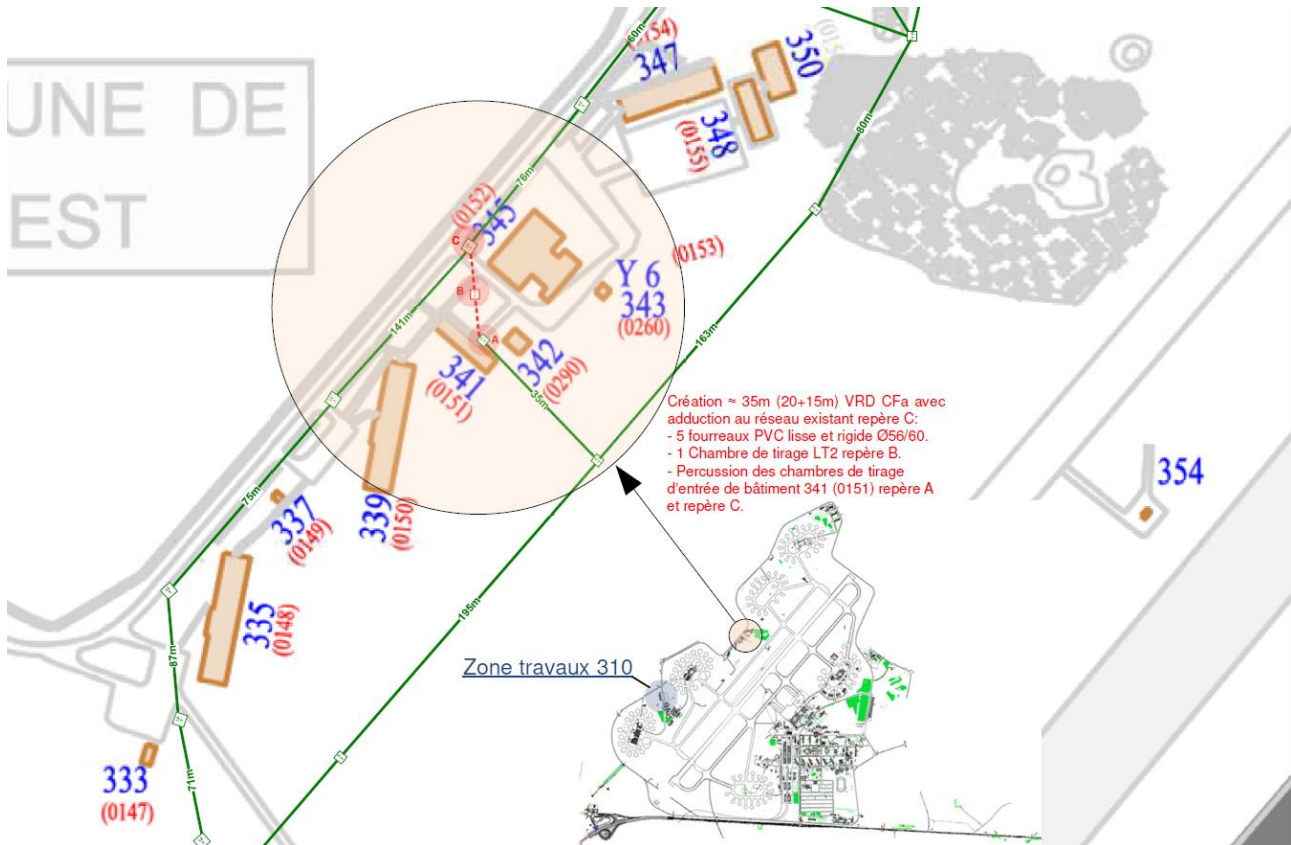 UNE DE
EST
60m
(0154)
347
350
348
(0155)
80m
76m
(0152)
345
C
B
A
(0153)
Y 6
343
(0260)
141m
163m
341
(0151)
342
(0290)
35m
Création ≈ 35m (20+15m) VRD CFa avec
adduction au réseau existant repère C:
- 5 fourreaux PVC lisse et rigide Ø56/60.
- 1 Chambre de tirage LT2 repère B.
- Percussion des chambres de tirage
d'entrée de bâtiment 341 (0151) repère A
et repère C.
354
75m
337
(0149)
339
(0150)
335
(0148)
195m
87m
Zone travaux 310
333
(0147)
71m